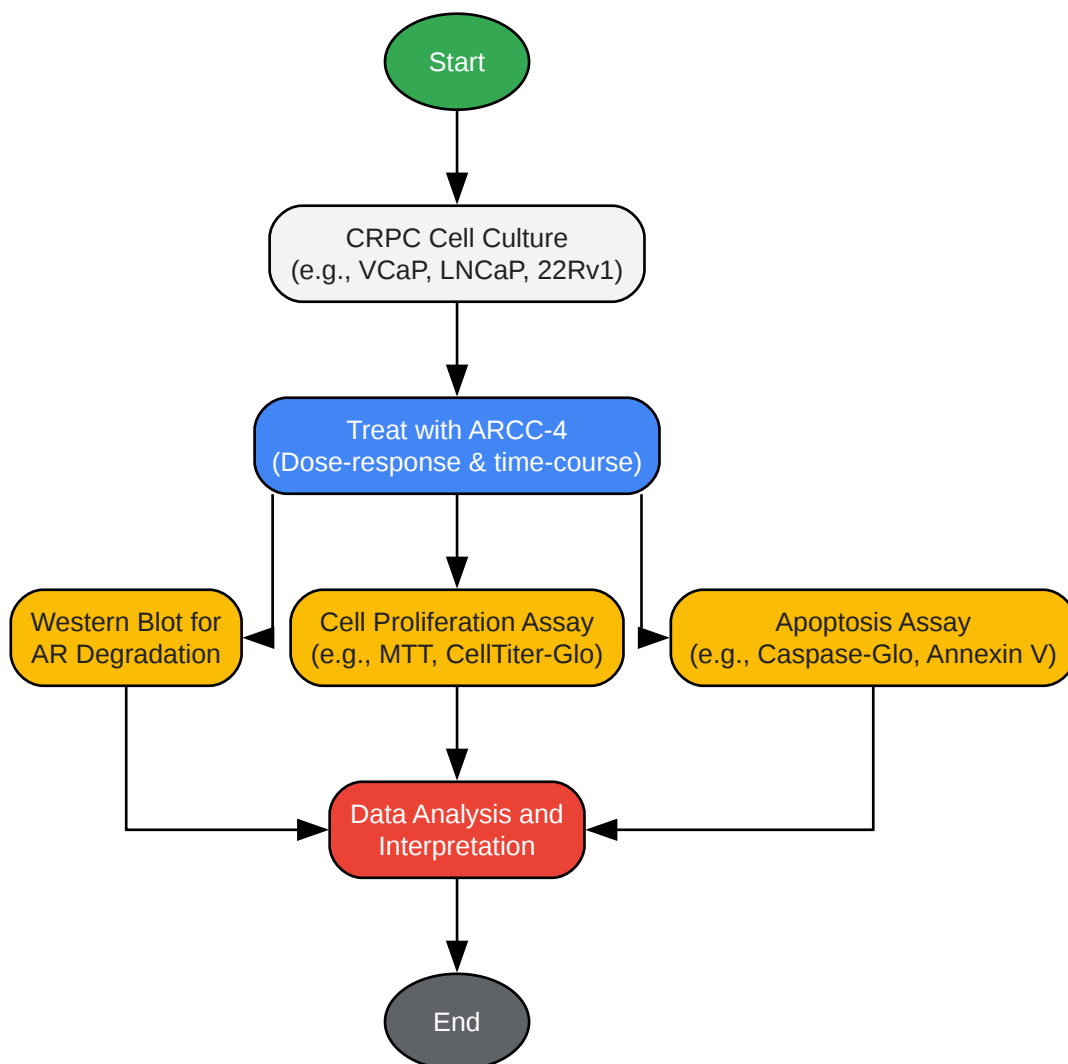 Start
CRPC Cell Culture
(e.g., VCaP, LNCaP, 22Rv1)
Treat with ARCC-4
(Dose-response & time-course)
Western Blot for
AR Degradation
Cell Proliferation Assay
(e.g., MTT, CellTiter-Glo)
Apoptosis Assay
(e.g., Caspase-Glo, Annexin V)
Data Analysis and
Interpretation
End